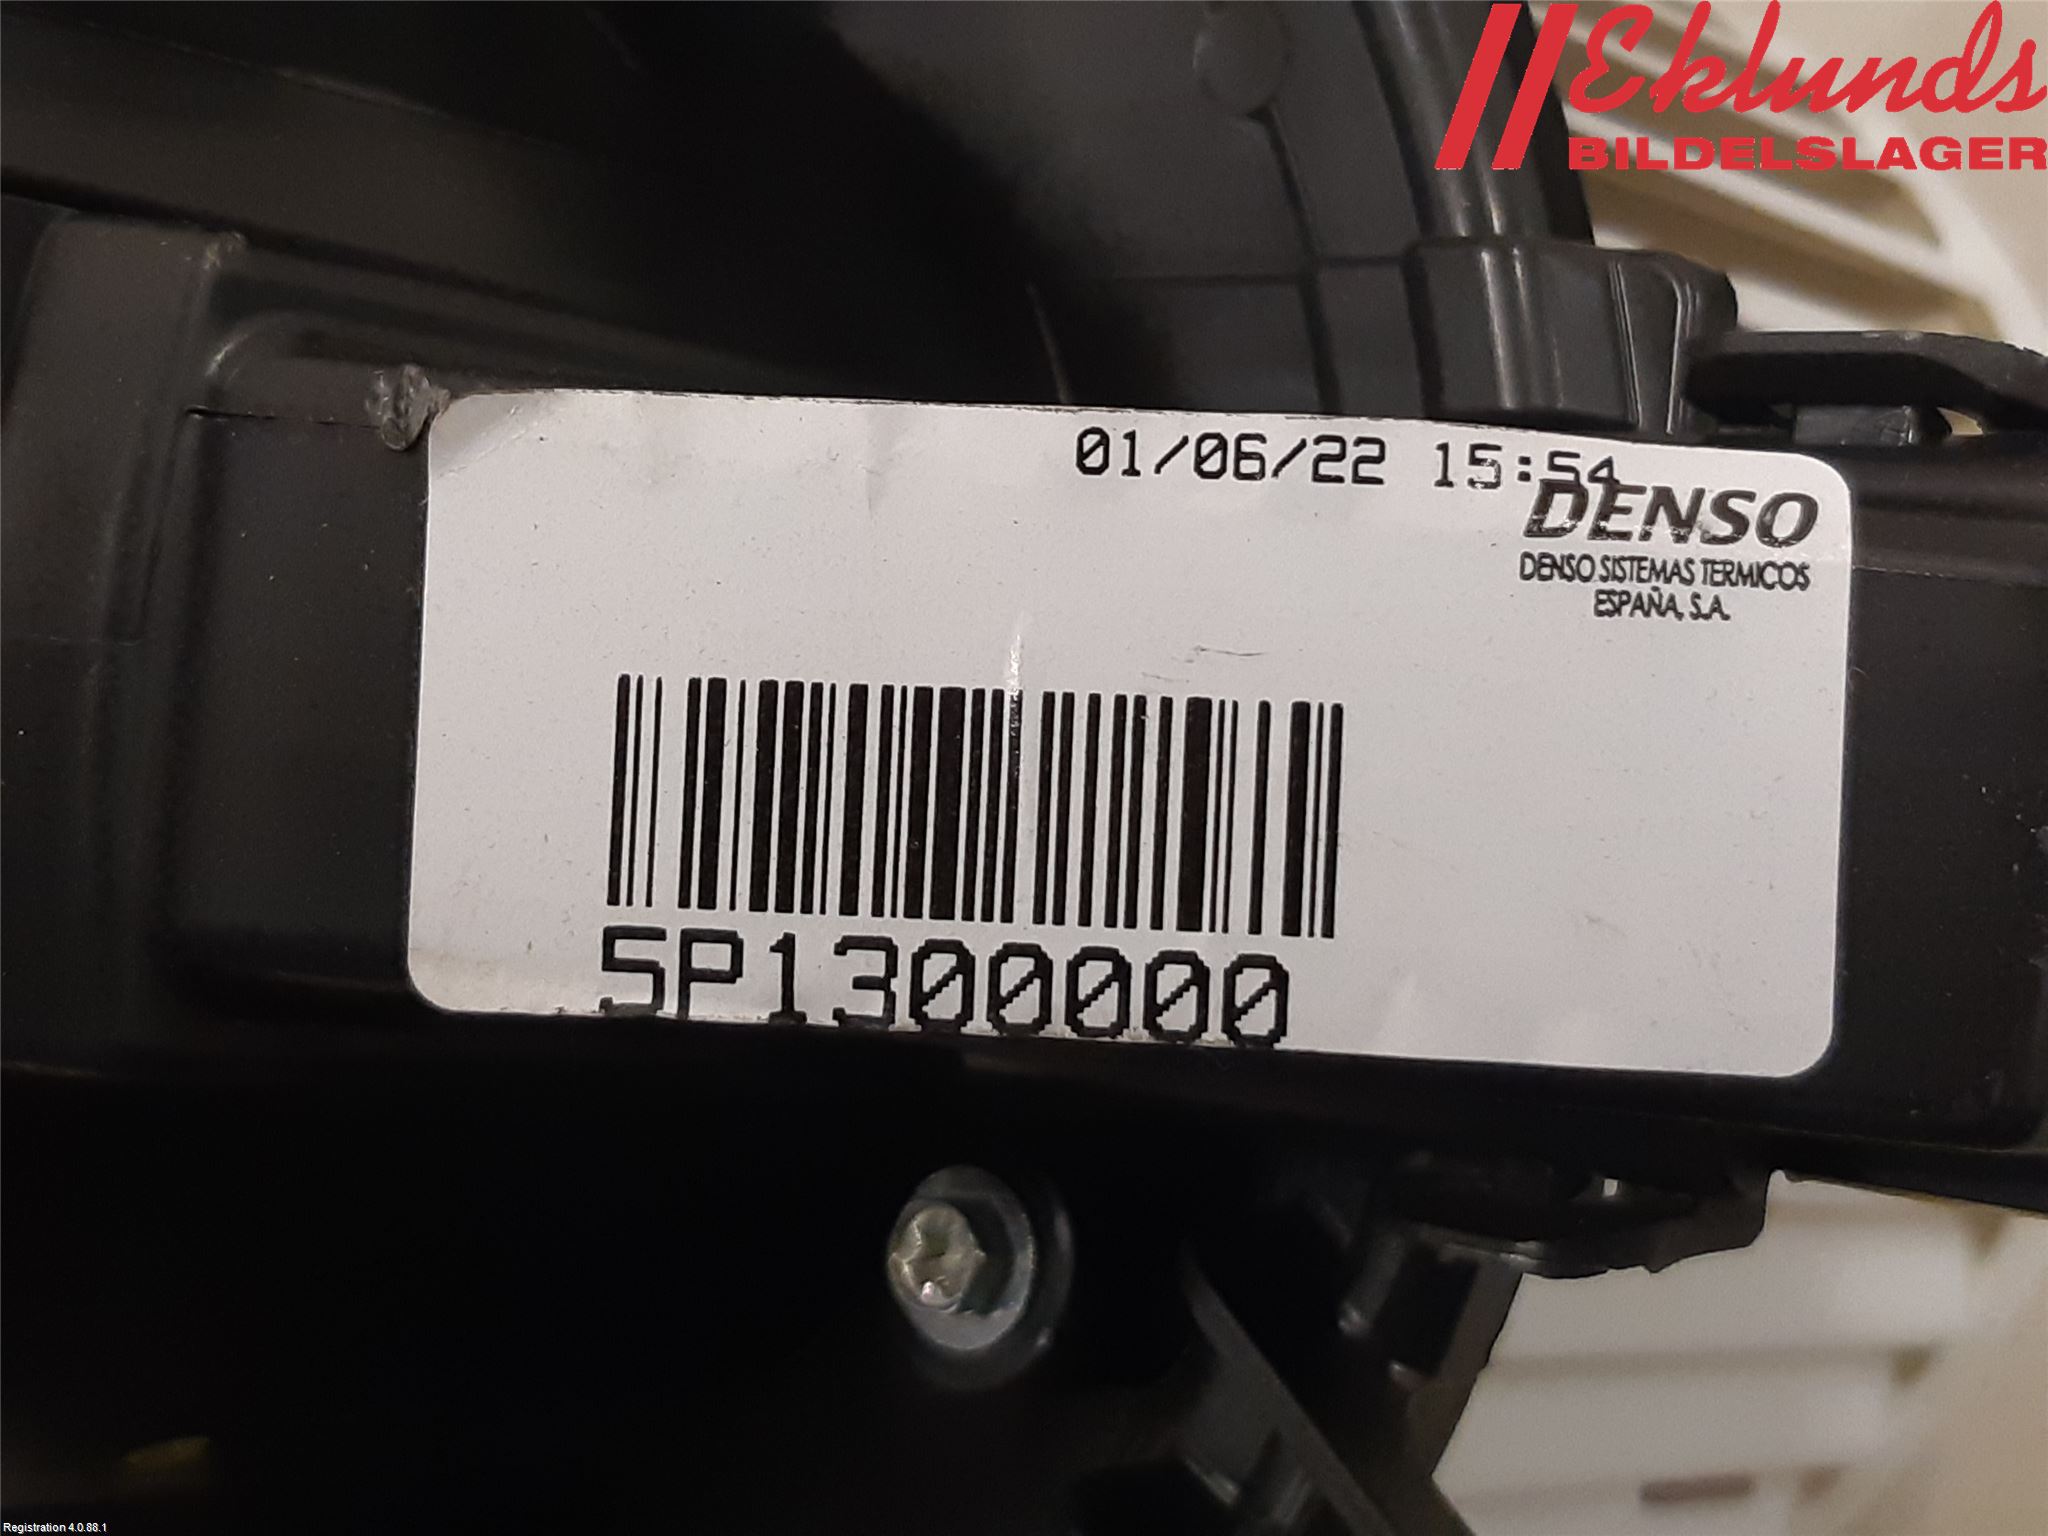 Eklunds
BILDELSLAGER
01/06/22 15:54
DENSO
DENSO SISTEMAS TERMICOS
ESPAÑA, S.A.
5P1300000
Registration 4.0.88.1